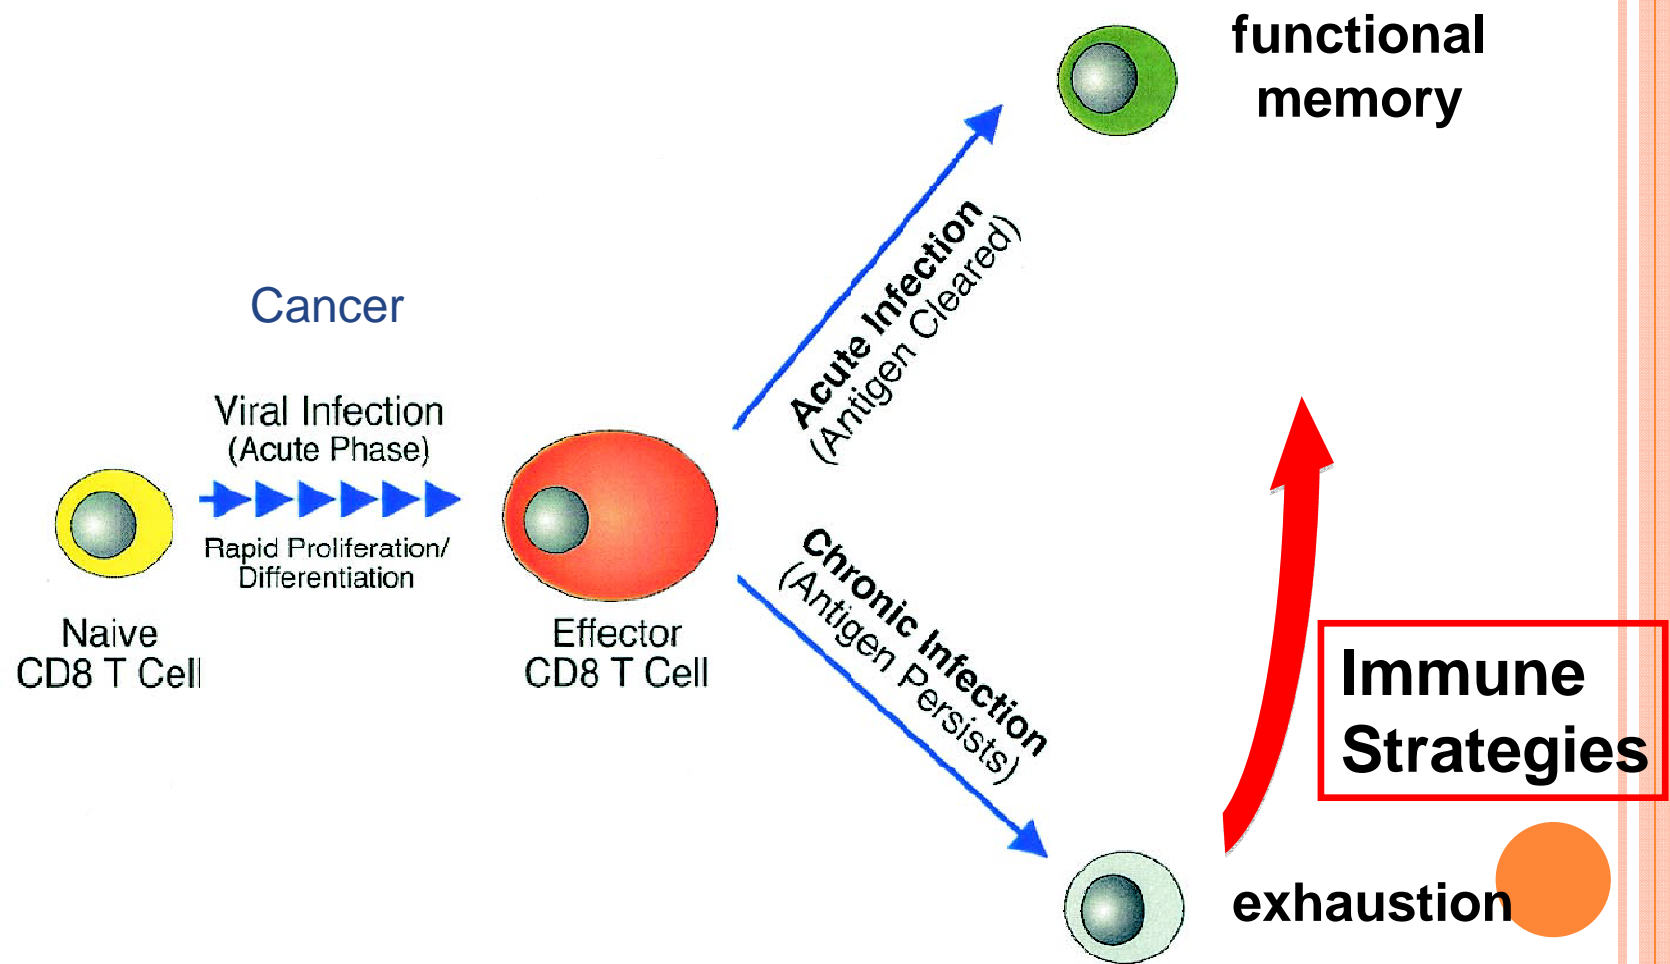 functional
memory
Cancer
Viral Infection
(Acute Phase)
Rapid Proliferation/
Differentiation
Naive
CD8 T Cell
Effector
CD8 T Cell
Acute Infection
(Antigen Cleared)
Chronic Infection
(Antigen Persists)
Immune
Strategies
exhaustion